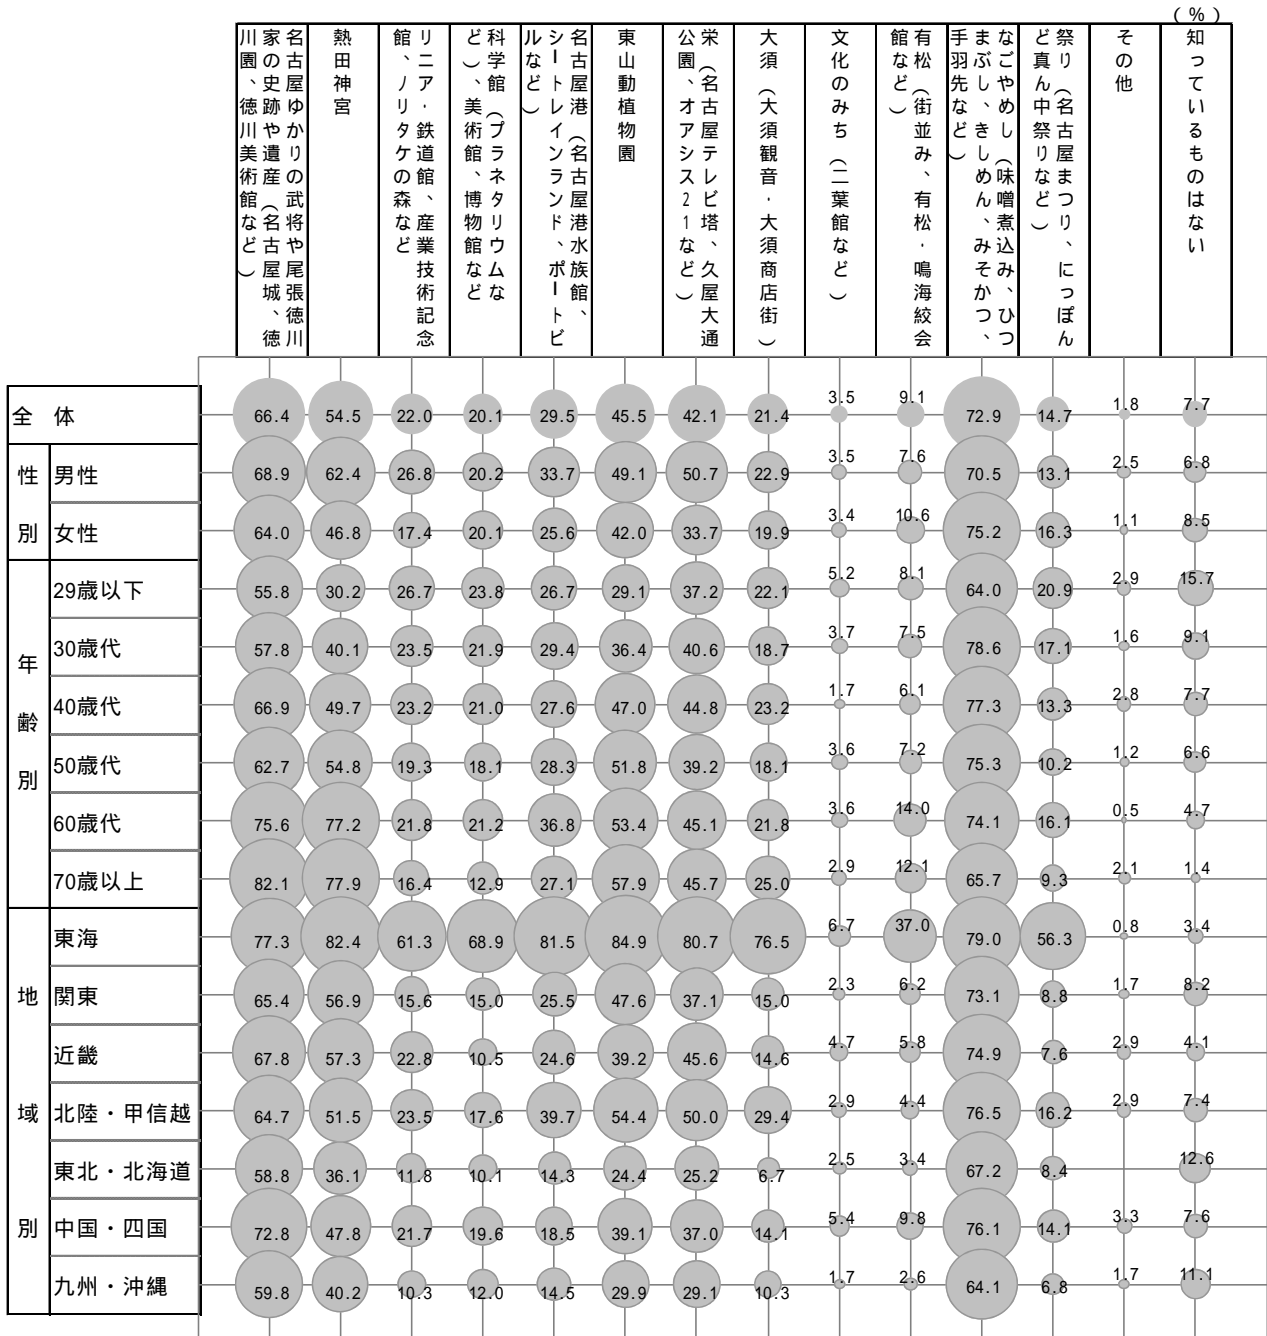 (%)
名古屋ゆかりの武将や尾張徳川
家の史跡や遺産（名古屋城、徳
川園、徳川美術館など）
熱田神宮
リニア・鉄道館、産業技術記念
館、ノリタケの森など
科学館（プラネタリウムな
ど）、美術館、博物館など
名古屋港（名古屋港水族館、
シートレインランド、ポートビ
ルなど）
東山動植物園
栄（名古屋テレビ塔、久屋大通
公園、オアシス21など）
大須（大須観音・大須商店街）
文化のみち（二葉館など）
有松（街並み、有松・鳴海絞会
館など）
なごやめし（味噌煮込み、ひつ
まぶし、きしめん、みそかつ、
手羽先など）
祭り（名古屋まつり、にっぽん
ど真ん中祭りなど）
その他
知っているものはない
全 体 66.4 54.5 22.0 20.1 29.5 45.5 42.1 21.4 3.5 9.1 72.9 14.7 1.8 7.7
性別
男性 68.9 62.4 26.8 20.2 33.7 49.1 50.7 22.9 3.5 7.6 70.5 13.1 2.5 6.8
女性 64.0 46.8 17.4 20.1 25.6 42.0 33.7 19.9 3.4 10.6 75.2 16.3 1.1 8.5
年齢別
29歳以下 55.8 30.2 26.7 23.8 26.7 29.1 37.2 22.1 5.2 8.1 64.0 20.9 2.9 15.7
30歳代 57.8 40.1 23.5 21.9 29.4 36.4 40.6 18.7 3.7 7.5 78.6 17.1 1.6 9.1
40歳代 66.9 49.7 23.2 21.0 27.6 47.0 44.8 23.2 1.7 6.1 77.3 13.3 2.8 7.7
50歳代 62.7 54.8 19.3 18.1 28.3 51.8 39.2 18.1 3.6 7.2 75.3 10.2 1.2 6.6
60歳代 75.6 77.2 21.8 21.2 36.8 53.4 45.1 21.8 3.6 14.0 74.1 16.1 0.5 4.7
70歳以上 82.1 77.9 16.4 12.9 27.1 57.9 45.7 25.0 2.9 12.1 65.7 9.3 2.1 1.4
地域別
東海 77.3 82.4 61.3 68.9 81.5 84.9 80.7 76.5 6.7 37.0 79.0 56.3 0.8 3.4
関東 65.4 56.9 15.6 15.0 25.5 47.6 37.1 15.0 2.3 6.2 73.1 8.8 1.7 8.2
近畿 67.8 57.3 22.8 10.5 24.6 39.2 45.6 14.6 4.7 5.8 74.9 7.6 2.9 4.1
北陸・甲信越 64.7 51.5 23.5 17.6 39.7 54.4 50.0 29.4 2.9 4.4 76.5 16.2 2.9 7.4
東北・北海道 58.8 36.1 11.8 10.1 14.3 24.4 25.2 6.7 2.5 3.4 67.2 8.4 12.6
中国・四国 72.8 47.8 21.7 19.6 18.5 39.1 37.0 14.1 5.4 9.8 76.1 14.1 3.3 7.6
九州・沖縄 59.8 40.2 10.3 12.0 14.5 29.9 29.1 10.3 1.7 2.6 64.1 6.8 1.7 11.1